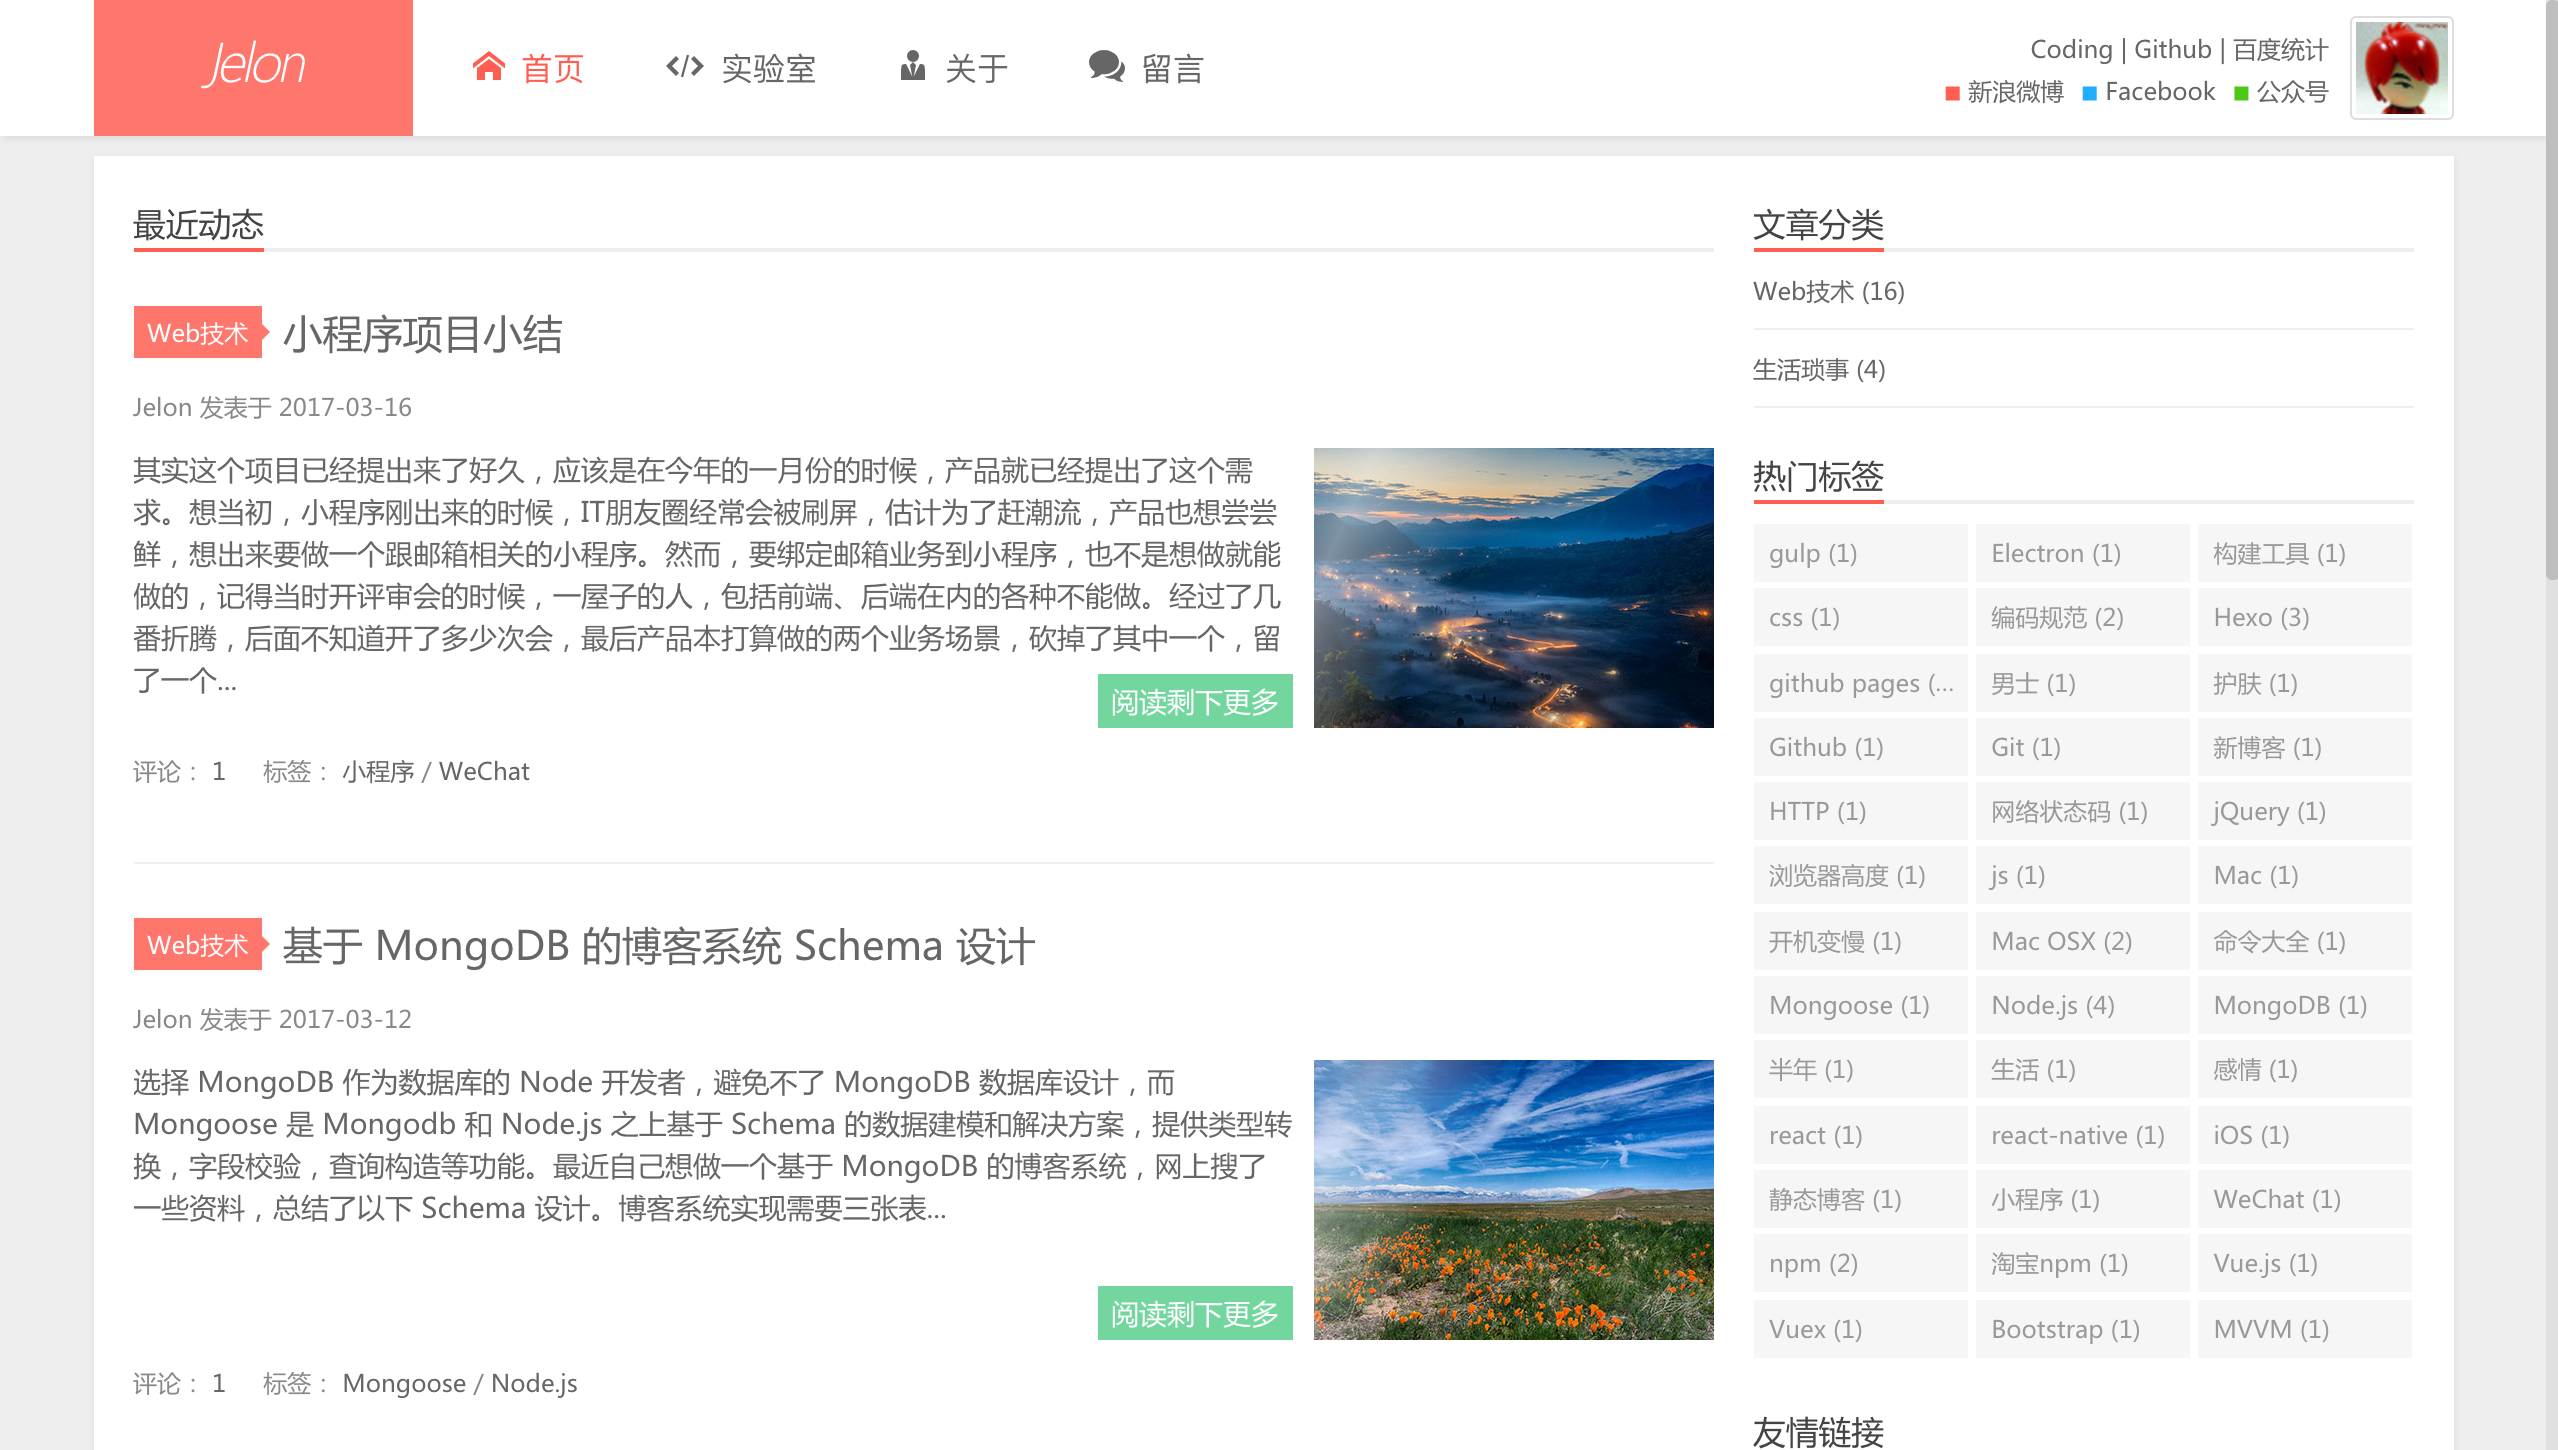 Jelon
首页
实验室
关于
留言
Coding | Github | 百度统计
新浪微博 Facebook 公众号
最近动态
Web技术 小程序项目小结
Jelon 发表于 2017-03-16
其实这个项目已经提出来了好久，应该是在今年的一月份的时候，产品就已经提出了这个需
求。想当初，小程序刚出来的时候，IT朋友圈经常会被刷屏，估计为了赶潮流，产品也想尝尝
鲜，想出来要做一个跟邮箱相关的小程序。然而，要绑定邮箱业务到小程序，也不是想做就能
做的，记得当时开评审会的时候，一屋子的人，包括前端、后端在内的各种不能做。经过了几
番折腾，后面不知道开了多少次会，最后产品本打算做的两个业务场景，砍掉了其中一个，留
了一个...
阅读剩下更多
评论： 1 标签： 小程序 / WeChat
Web技术 基于 MongoDB 的博客系统 Schema 设计
Jelon 发表于 2017-03-12
选择 MongoDB 作为数据库的 Node 开发者，避免不了 MongoDB 数据库设计，而
Mongoose 是 Mongodb 和 Node.js 之上基于 Schema 的数据建模和解决方案，提供类型转
换，字段校验，查询构造等功能。最近自己想做一个基于 MongoDB 的博客系统，网上搜了
一些资料，总结了以下 Schema 设计。博客系统实现需要三张表...
阅读剩下更多
评论： 1 标签： Mongoose / Node.js
文章分类
Web技术 (16)
生活琐事 (4)
热门标签
gulp (1) Electron (1) 构建工具 (1)
css (1) 编码规范 (2) Hexo (3)
github pages (... 男士 (1) 护肤 (1)
Github (1) Git (1) 新博客 (1)
HTTP (1) 网络状态码 (1) jQuery (1)
浏览器高度 (1) js (1) Mac (1)
开机变慢 (1) Mac OSX (2) 命令大全 (1)
Mongoose (1) Node.js (4) MongoDB (1)
半年 (1) 生活 (1) 感情 (1)
react (1) react-native (1) iOS (1)
静态博客 (1) 小程序 (1) WeChat (1)
npm (2) 淘宝npm (1) Vue.js (1)
Vuex (1) Bootstrap (1) MVVM (1)
友情链接